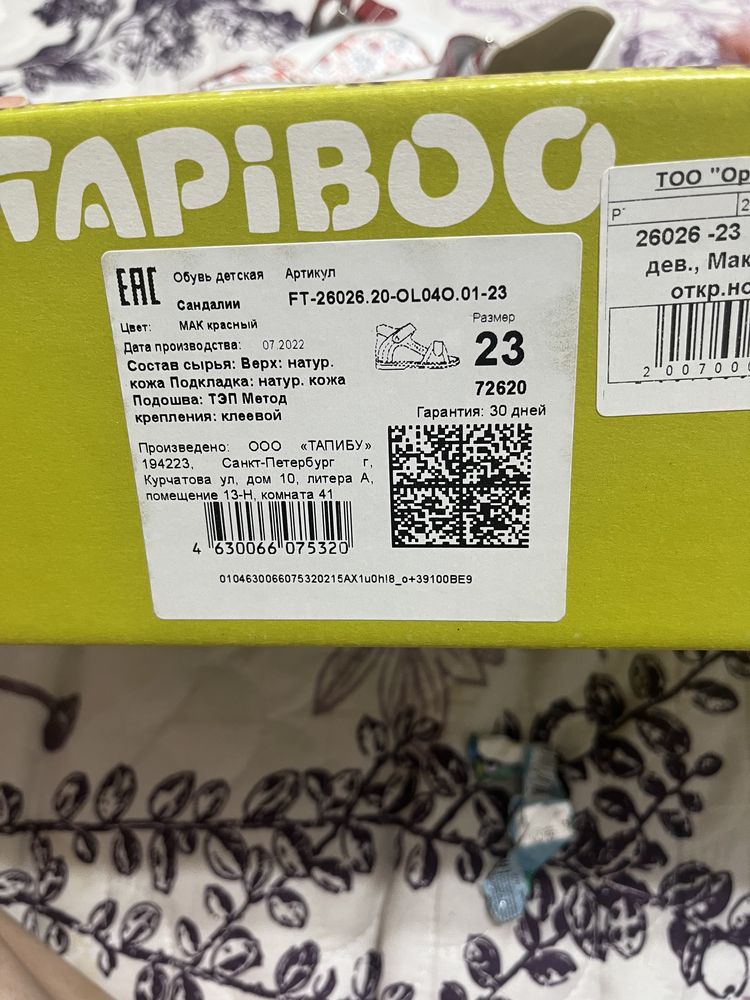 TAPiBOO
ЕАС
Обувь детская Артикул
Сандалии FT-26026.20-OL04O.01-23
Цвет: МАК красный
Размер
Дата производства: 07.2022
23
Состав сырья: Верх: натур.
кожа Подкладка: натур. кожа
72620
Подошва: ТЭП Метод
крепления: клеевой
Гарантия: 30 дней
Произведено: ООО «ТАПИБУ»
194223, Санкт-Петербург г,
Курчатова ул, дом 10, литера А,
помещение 13-Н, комната 41
4 630066 075320
0104630066075320215AX1u0hI8_o+39100BE9
ТОО "Ор
26026 -23
дев., Мак
откр.но
2 00700